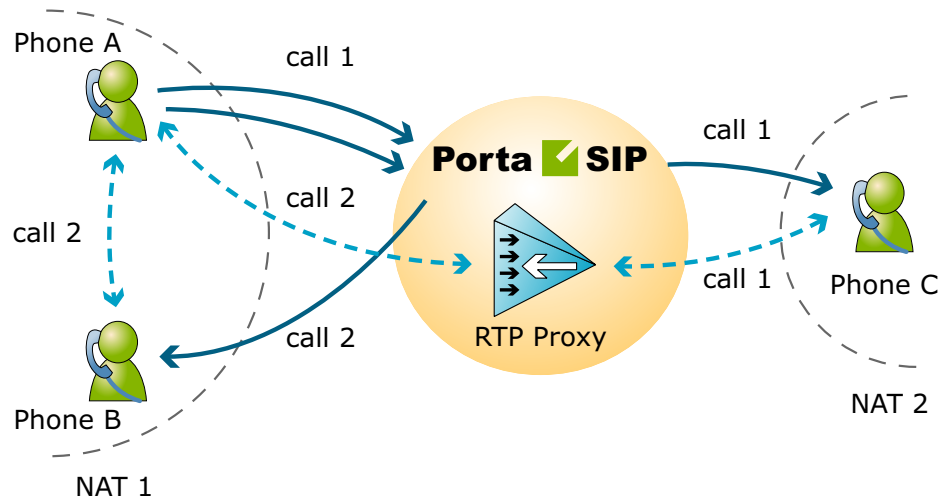 Phone A
call 1
call 1
Porta SIP
call 2
call 2
call 1
Phone C
RTP Proxy
call 2
Phone B
NAT 2
NAT 1